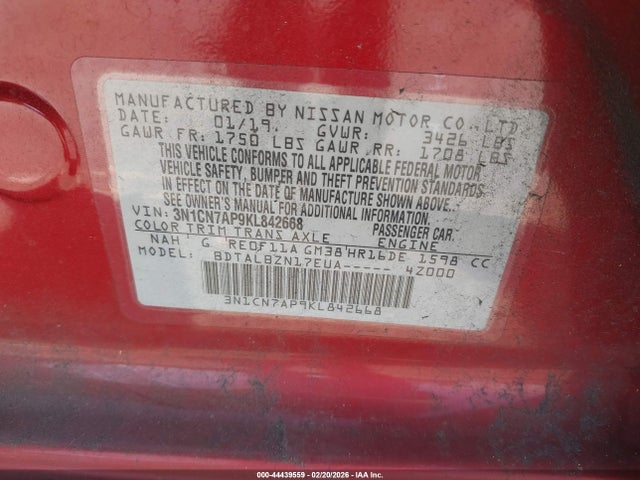 MANUFACTURED BY NISSAN MOTOR CO., LTD
DATE: 01/19. GVWR: 3426 LBS
GAWR FR: 1750 LBS GAWR RR: 1708 LBS
THIS VEHICLE CONFORMS TO ALL APPLICABLE FEDERAL MOTOR
VEHICLE SAFETY, BUMPER AND THEFT PREVENTION STANDARDS
IN EFFECT ON THE DATE OF MANUFACTURE SHOWN ABOVE.
SEE OWNER'S MANUAL FOR ADDITIONAL INFORMATION.
VIN: 3N1CN7AP9KL842668 PASSENGER CAR
COLOR TRIM TRANS AXLE ENGINE
NAH G REOF11A GM38 HR16DE 1598 CC
MODEL: BDTALBZN17EUA----- 4Z000
3N1CN7AP9KL842668
000-44439559 - 02/20/2026 - IAAI, Inc.